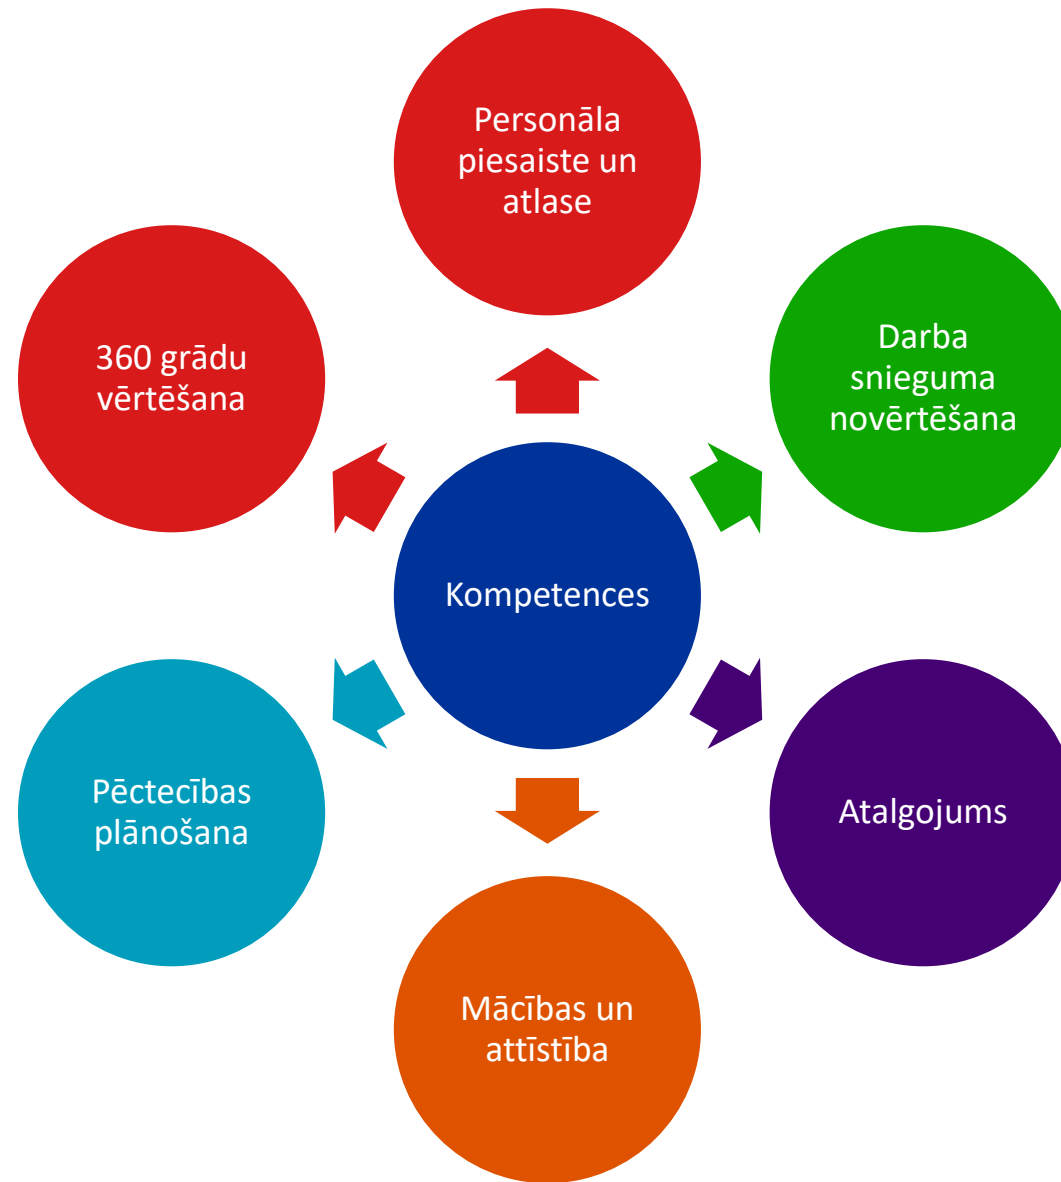 Personāla
piesaiste un
atlase
360 grādu
vērtēšana
Darba
snieguma
novērtēšana
Kompetences
Pēctecības
plānošana
Atalgojums
Mācības un
attīstība